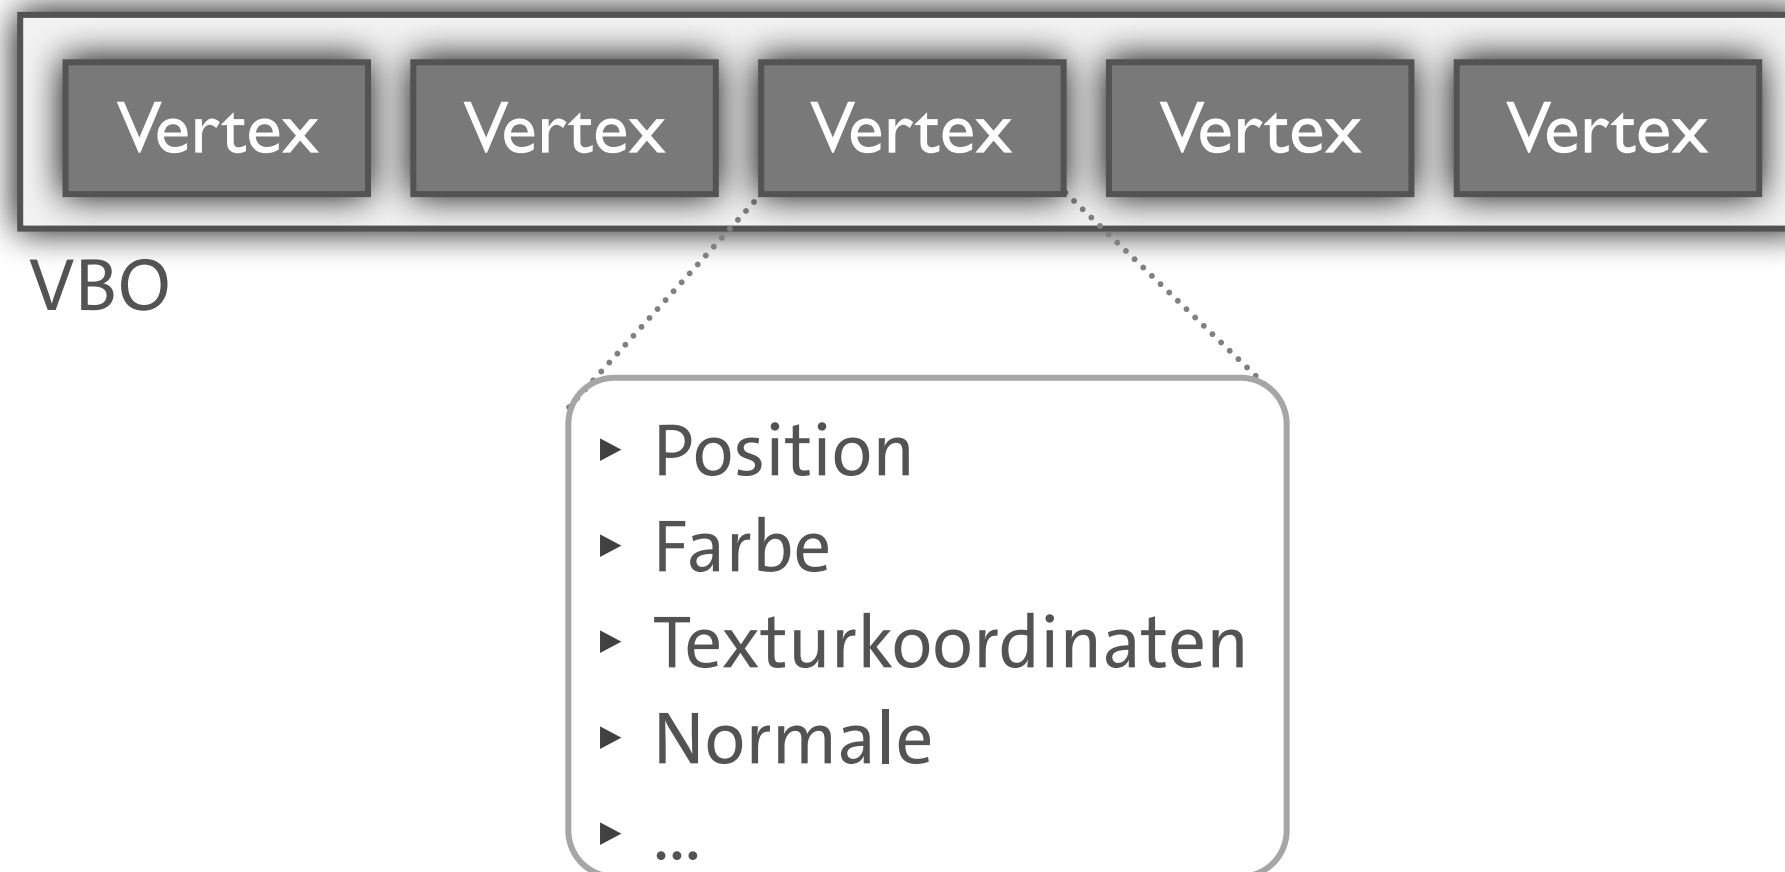 Vertex Vertex Vertex Vertex Vertex
VBO
▸ Position
▸ Farbe
▸ Texturkoordinaten
▸ Normale
▸ ...